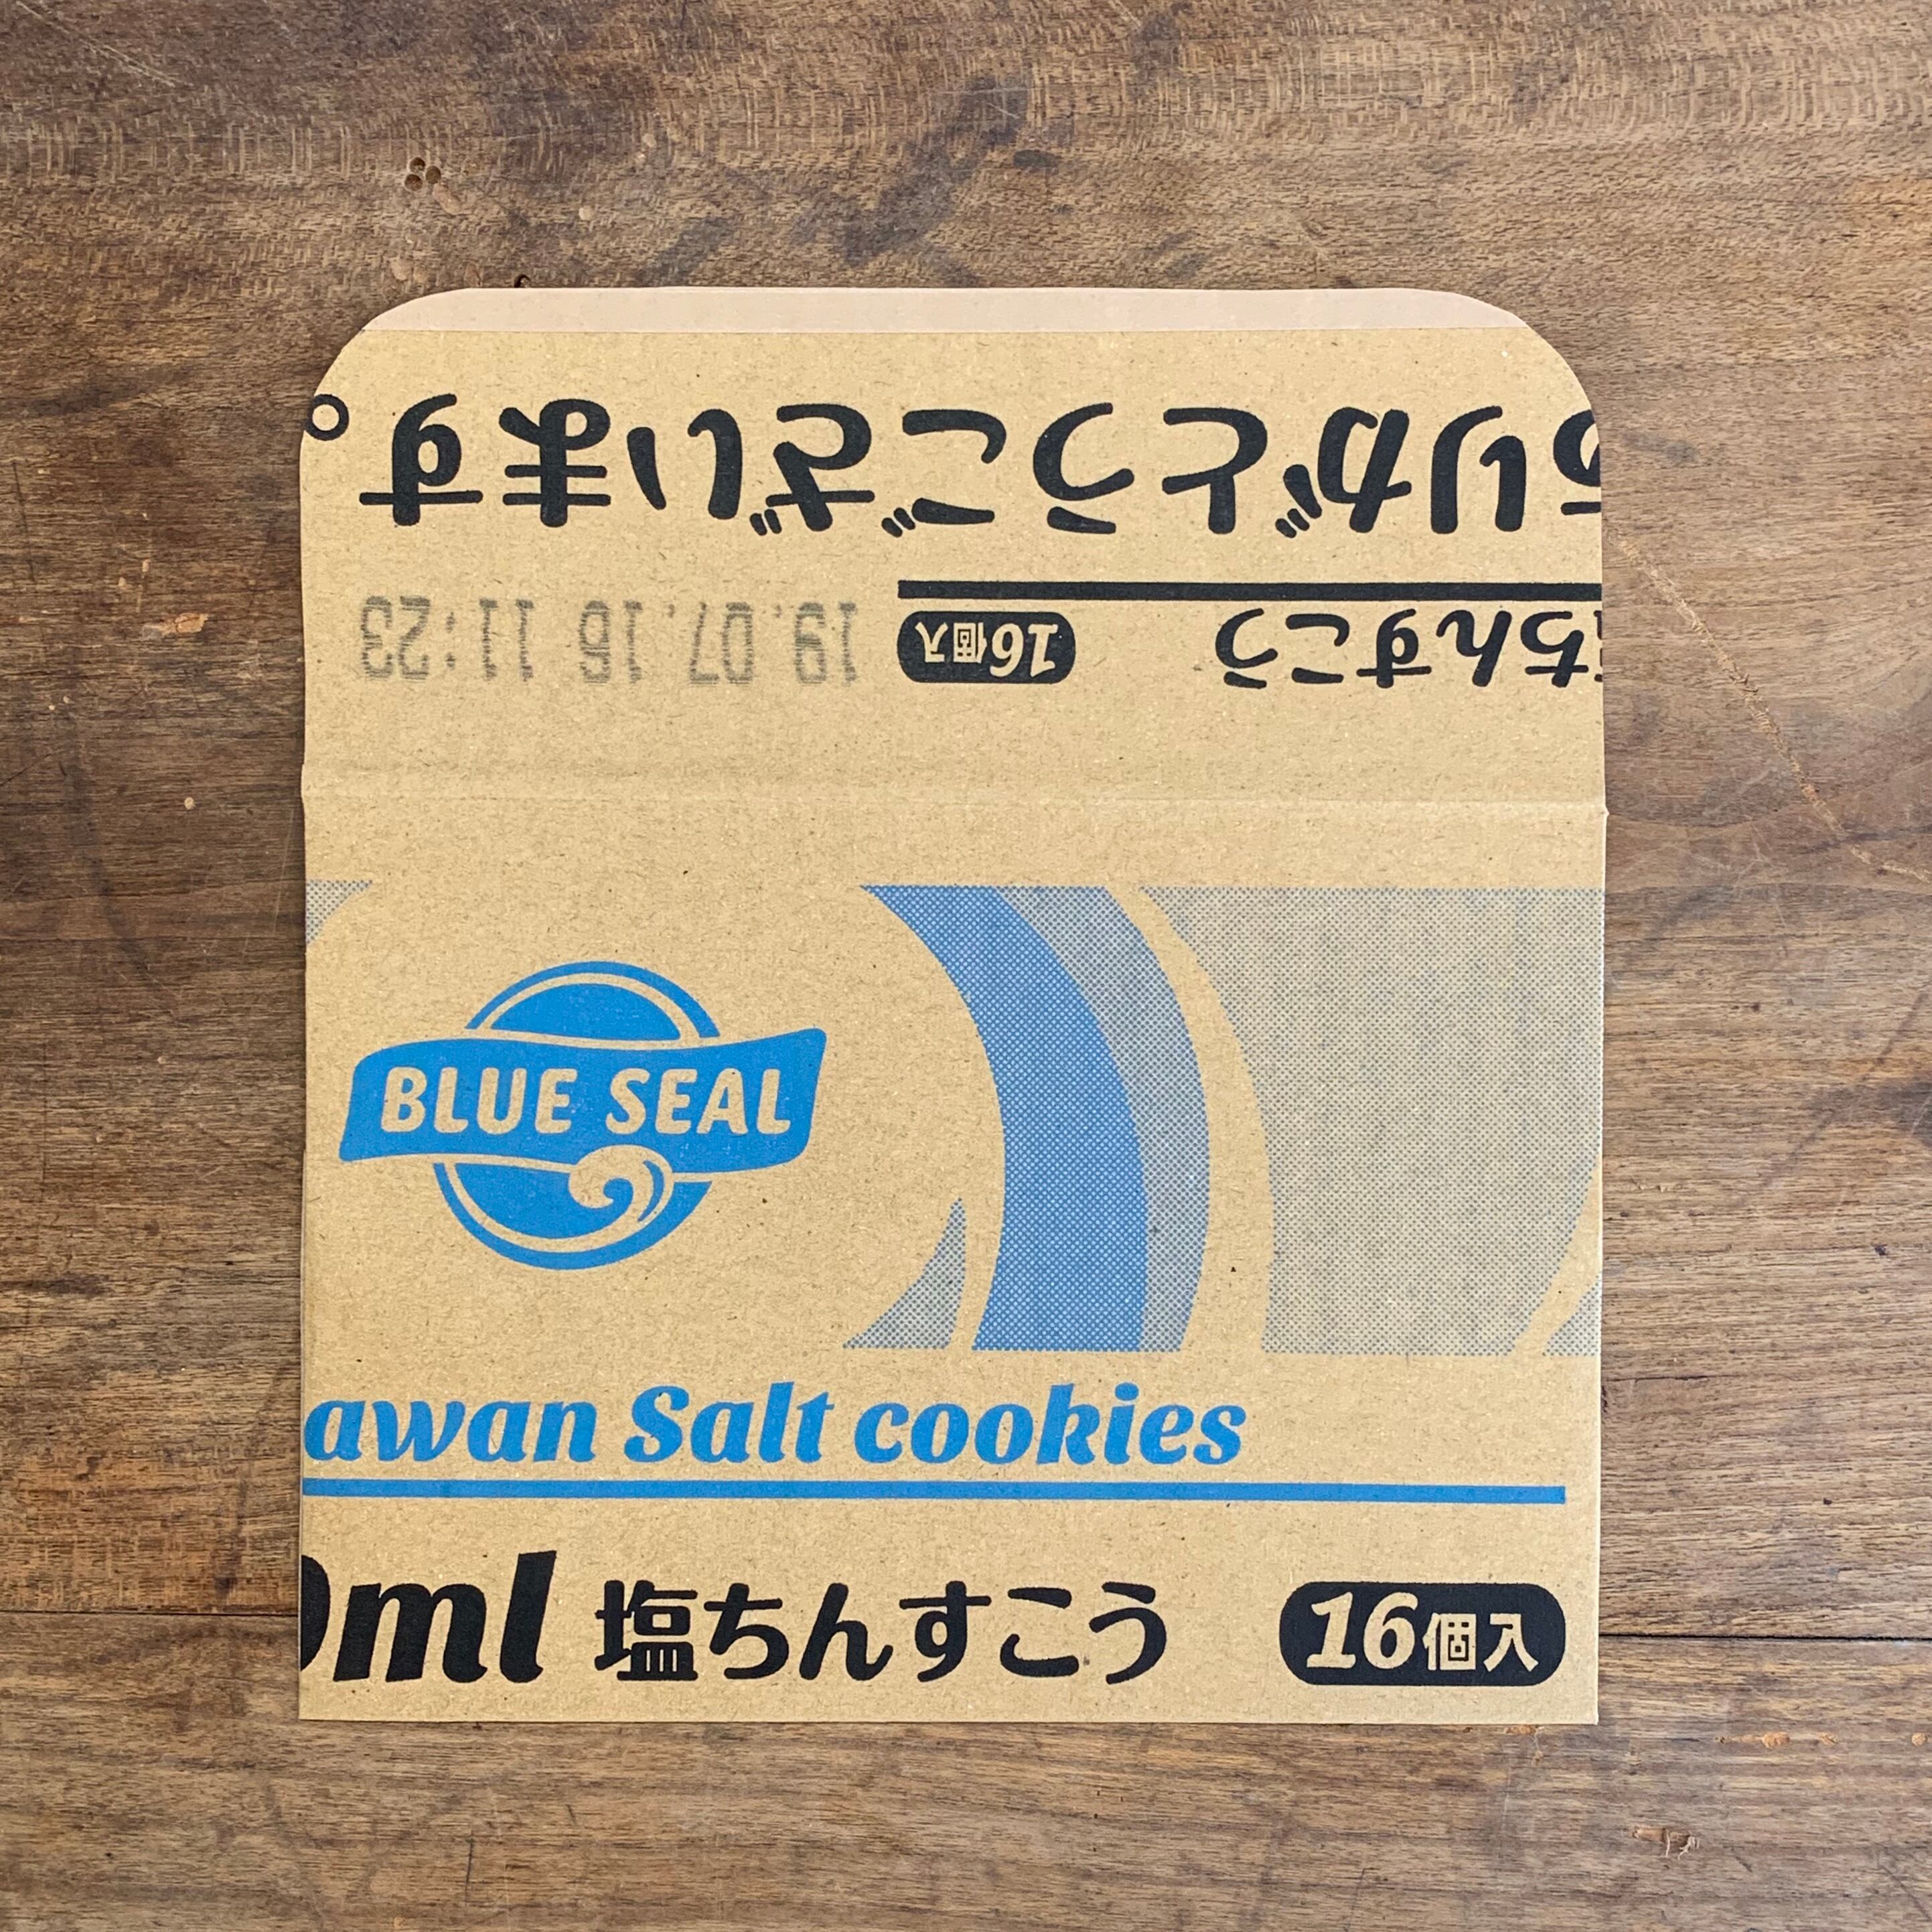 ありがとうございます。
ちんすこう 16個入 19.07.16 11:23
BLUE SEAL
awan Salt cookies
0ml 塩ちんすこう 16個入